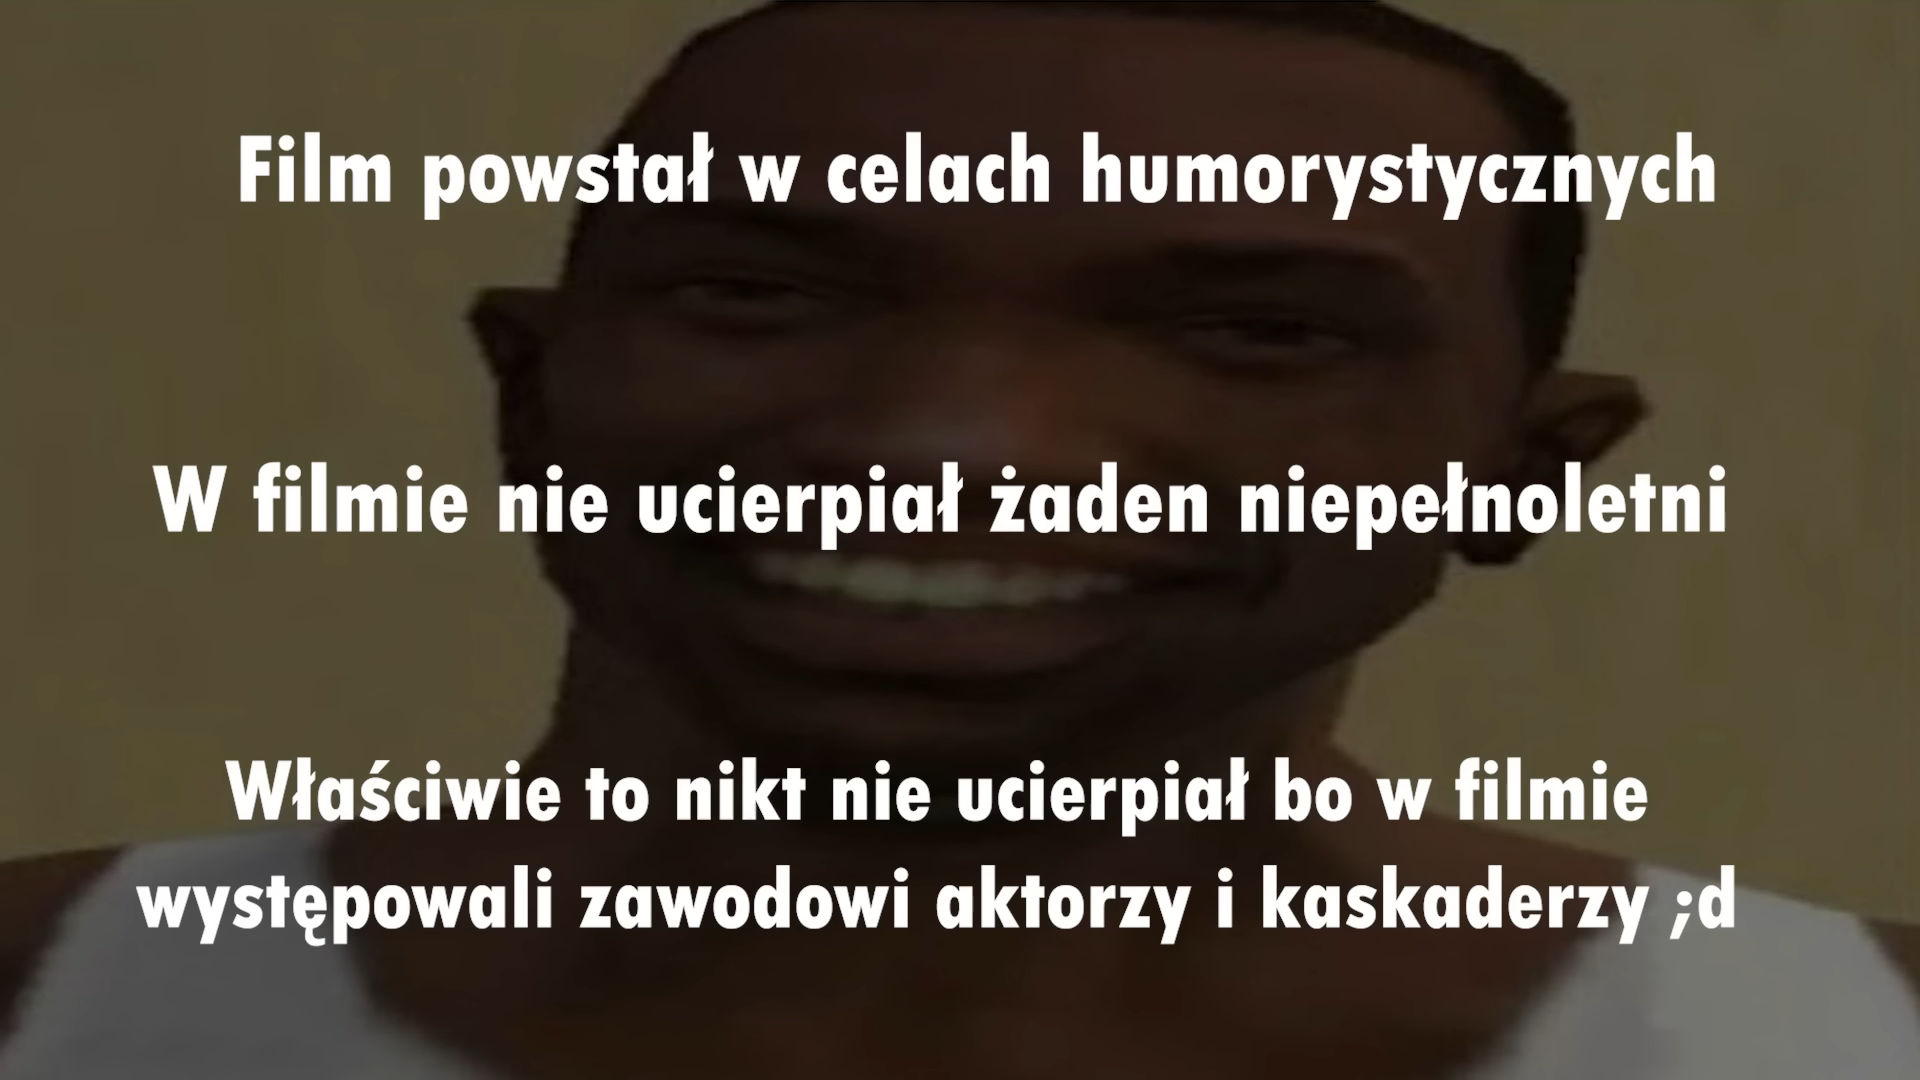 Film powstał w celach humorystycznych
W filmie nie ucierpiał żaden niepełnoletni
Właściwie to nikt nie ucierpiał bo w filmie
występowali zawodowi aktorzy i kaskaderzy ;d